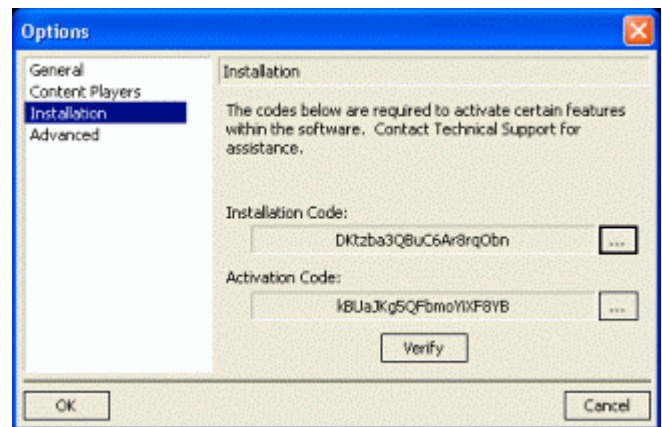 Options
General
Content Players
Installation
Advanced
Installation
The codes below are required to activate certain features
within the software. Contact Technical Support for
assistance.
Installation Code:
DKtzba3QBuC6Ar8rqObn
...
Activation Code:
kBUaJKg5QFbmoYiXF8YB
...
Verify
OK
Cancel